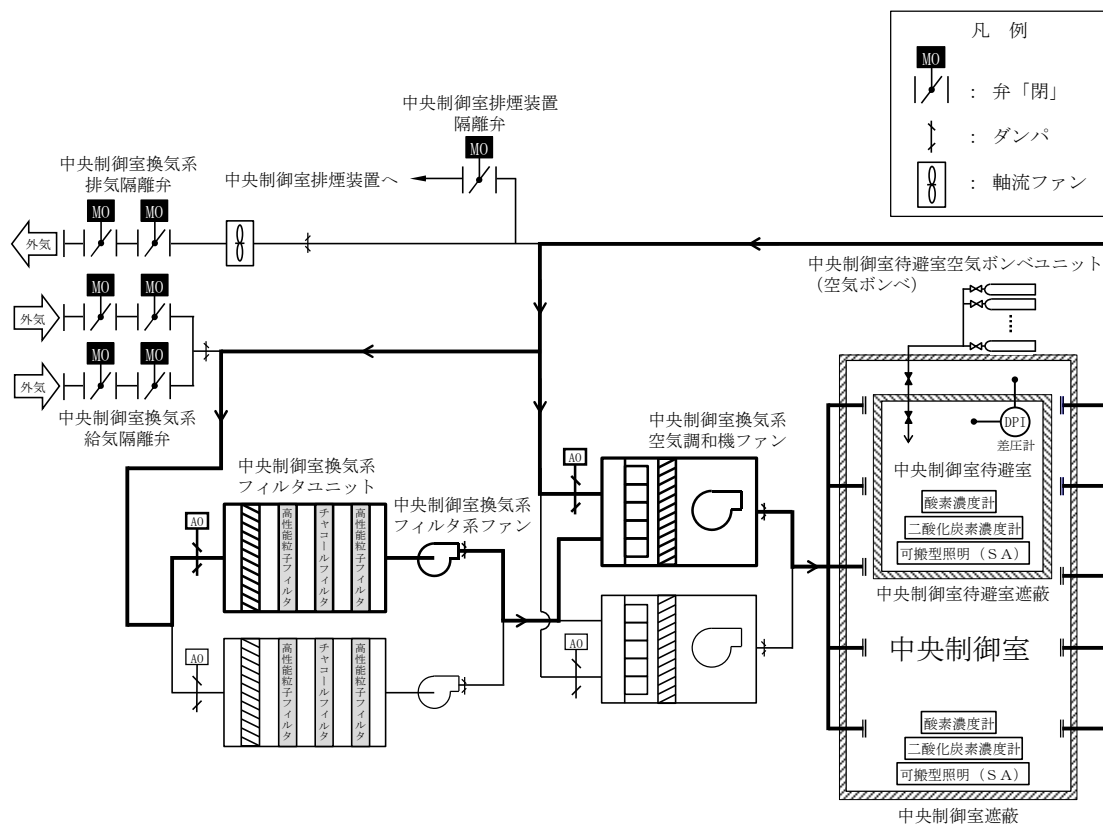 凡 例
MO
: 弁「閉」
: ダンパ
: 軸流ファン
中央制御室排煙装置
隔離弁
MO
中央制御室換気系
排気隔離弁
中央制御室排煙装置へ
MO
MO
外気
中央制御室待避室空気ボンベユニット
(空気ボンベ)
MO
MO
外気
MO
MO
外気
中央制御室換気系
給気隔離弁
中央制御室換気系
空気調和機ファン
DPI
差圧計
中央制御室待避室
酸素濃度計
二酸化炭素濃度計
可搬型照明(SA)
中央制御室待避室遮蔽
中央制御室換気系
フィルタユニット
中央制御室換気系
フィルタ系ファン
AO
AO
高性能粒子フィルタ
チャコールフィルタ
高性能粒子フィルタ
AO
AO
高性能粒子フィルタ
チャコールフィルタ
高性能粒子フィルタ
中央制御室
酸素濃度計
二酸化炭素濃度計
可搬型照明(SA)
中央制御室遮蔽